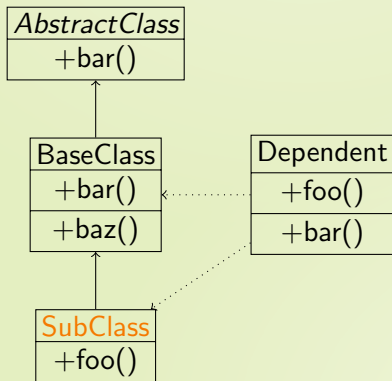 AbstractClass
+bar()
BaseClass
+bar()
+baz()
Dependent
+foo()
+bar()
SubClass
+foo()